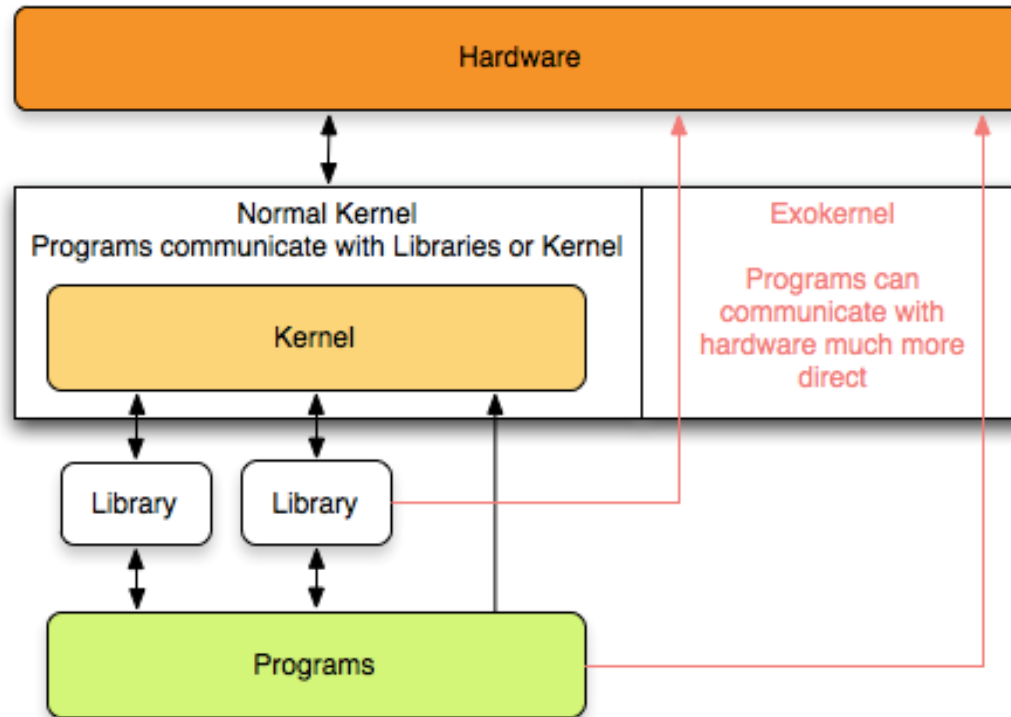 Hardware
Normal Kernel
Programs communicate with Libraries or Kernel
Kernel
Exokernel
Programs can
communicate with
hardware much more
direct
Library
Library
Programs